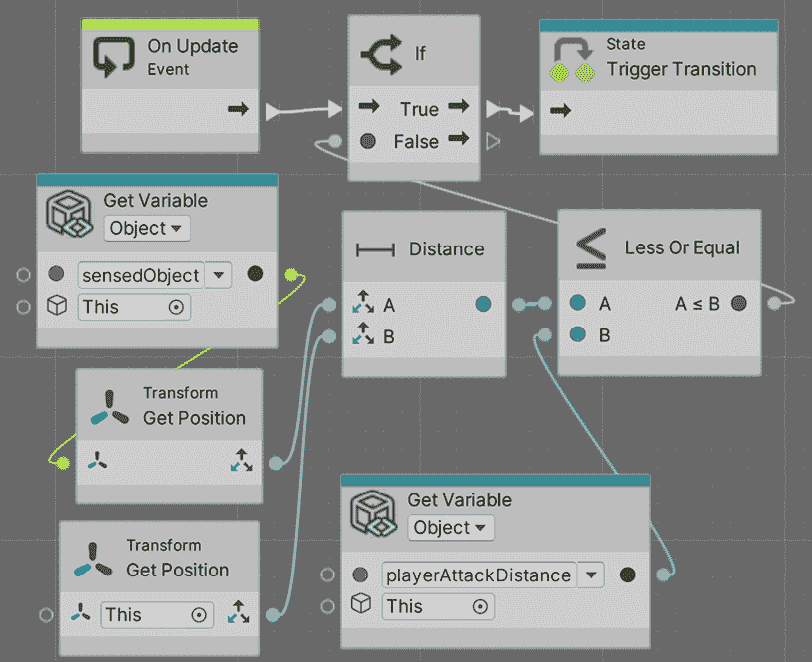 On Update
Event
If
True
False
State
Trigger Transition
Get Variable
Object
sensedObject
This
Distance
A
B
Less Or Equal
A A ≤ B
B
Transform
Get Position
Transform
Get Position
This
Get Variable
Object
playerAttackDistance
This